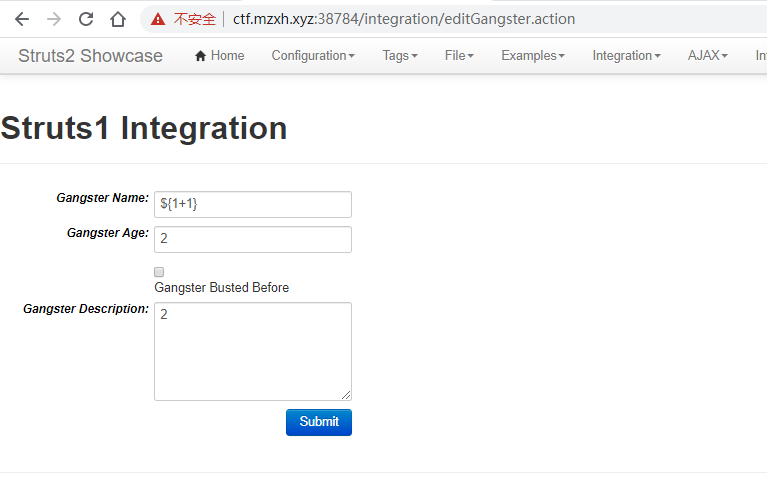 不安全 ctf.mzxh.xyz:38784/integration/editGangster.action
Struts2 Showcase Home Configuration Tags File Examples Integration AJAX In
Struts1 Integration
Gangster Name: ${1+1}
Gangster Age: 2
Gangster Busted Before
Gangster Description: 2
Submit